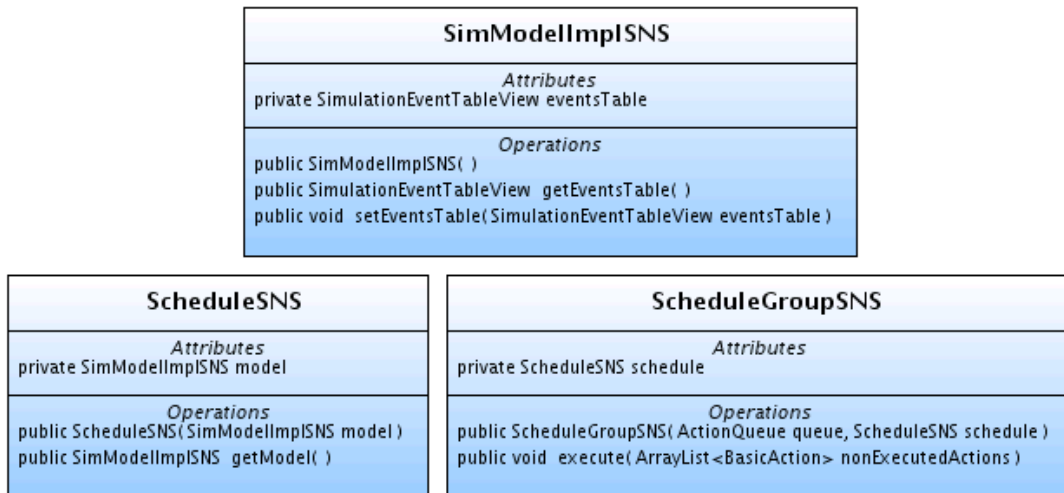 SimModelImplSNS
Attributes
private SimulationEventTableView eventsTable
Operations
public SimModelImplSNS( )
public SimulationEventTableView getEventsTable( )
public void setEventsTable(SimulationEventTableView eventsTable)
ScheduleSNS
Attributes
private SimModelImplSNS model
Operations
public ScheduleSNS(SimModelImplSNS model)
public SimModelImplSNS getModel( )
ScheduleGroupSNS
Attributes
private ScheduleSNS schedule
Operations
public ScheduleGroupSNS(ActionQueue queue, ScheduleSNS schedule)
public void execute(ArrayList<BasicAction> nonExecutedActions)